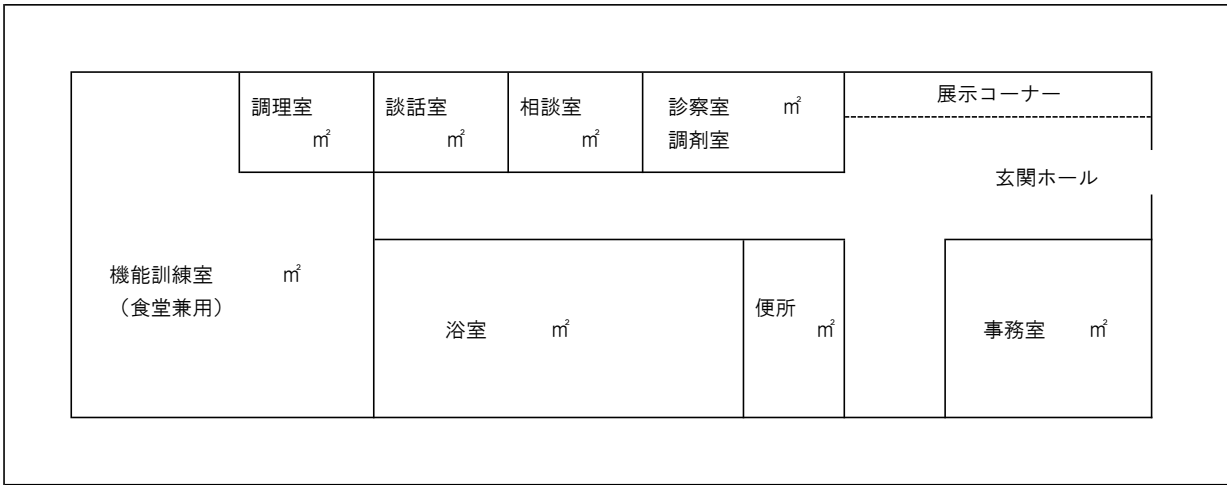 調理室
㎡
談話室
㎡
相談室
㎡
診察室 ㎡
調剤室
展示コーナー
玄関ホール
機能訓練室 ㎡
（食堂兼用）
浴室 ㎡
便所
㎡
事務室 ㎡